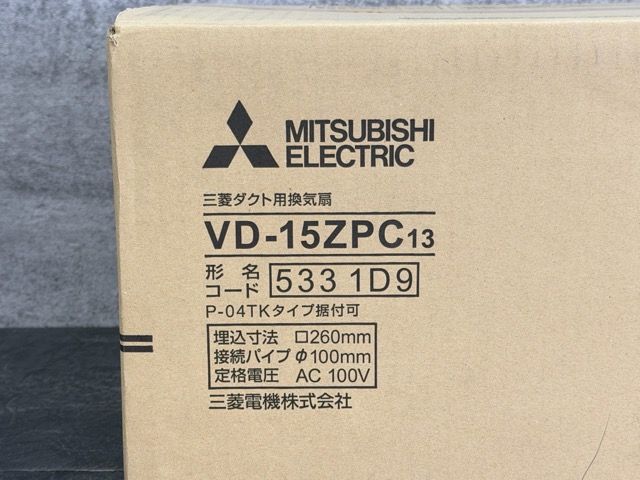 MITSUBISHI
ELECTRIC
三菱ダクト用換気扇
VD-15ZPC13
形名
コード 533 1D9
P-04TKタイプ据付可
埋込寸法 □260mm
接続パイプ φ100mm
定格電圧 AC 100V
三菱電機株式会社